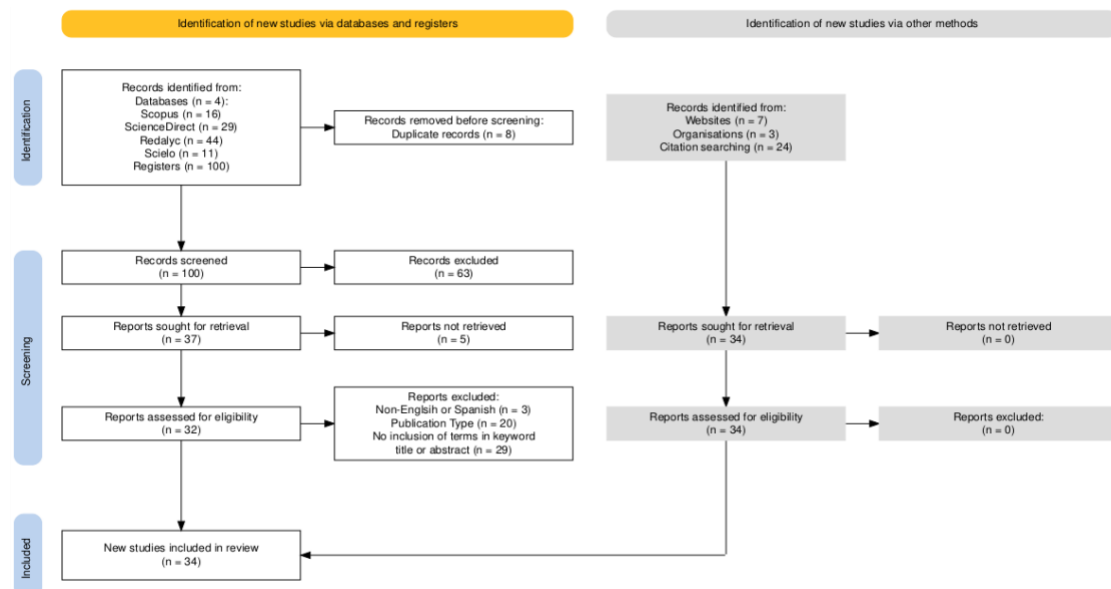 Identification of new studies via databases and registers
Identification of new studies via other methods
Identification
Records identified from:
Databases (n = 4):
Scopus (n = 16)
ScienceDirect (n = 29)
Redalyc (n = 44)
Scielo (n = 11)
Registers (n = 100)
Records removed before screening:
Duplicate records (n = 8)
Records identified from:
Websites (n = 7)
Organisations (n = 3)
Citation searching (n = 24)
Screening
Records screened
(n = 100)
Records excluded
(n = 63)
Reports sought for retrieval
(n = 37)
Reports not retrieved
(n = 5)
Reports sought for retrieval
(n = 34)
Reports not retrieved
(n = 0)
Reports assessed for eligibility
(n = 32)
Reports excluded:
Non-Englsih or Spanish (n = 3)
Publication Type (n = 20)
No inclusion of terms in keyword
title or abstract (n = 29)
Reports assessed for eligibility
(n = 34)
Reports excluded:
(n = 0)
Included
New studies included in review
(n = 34)